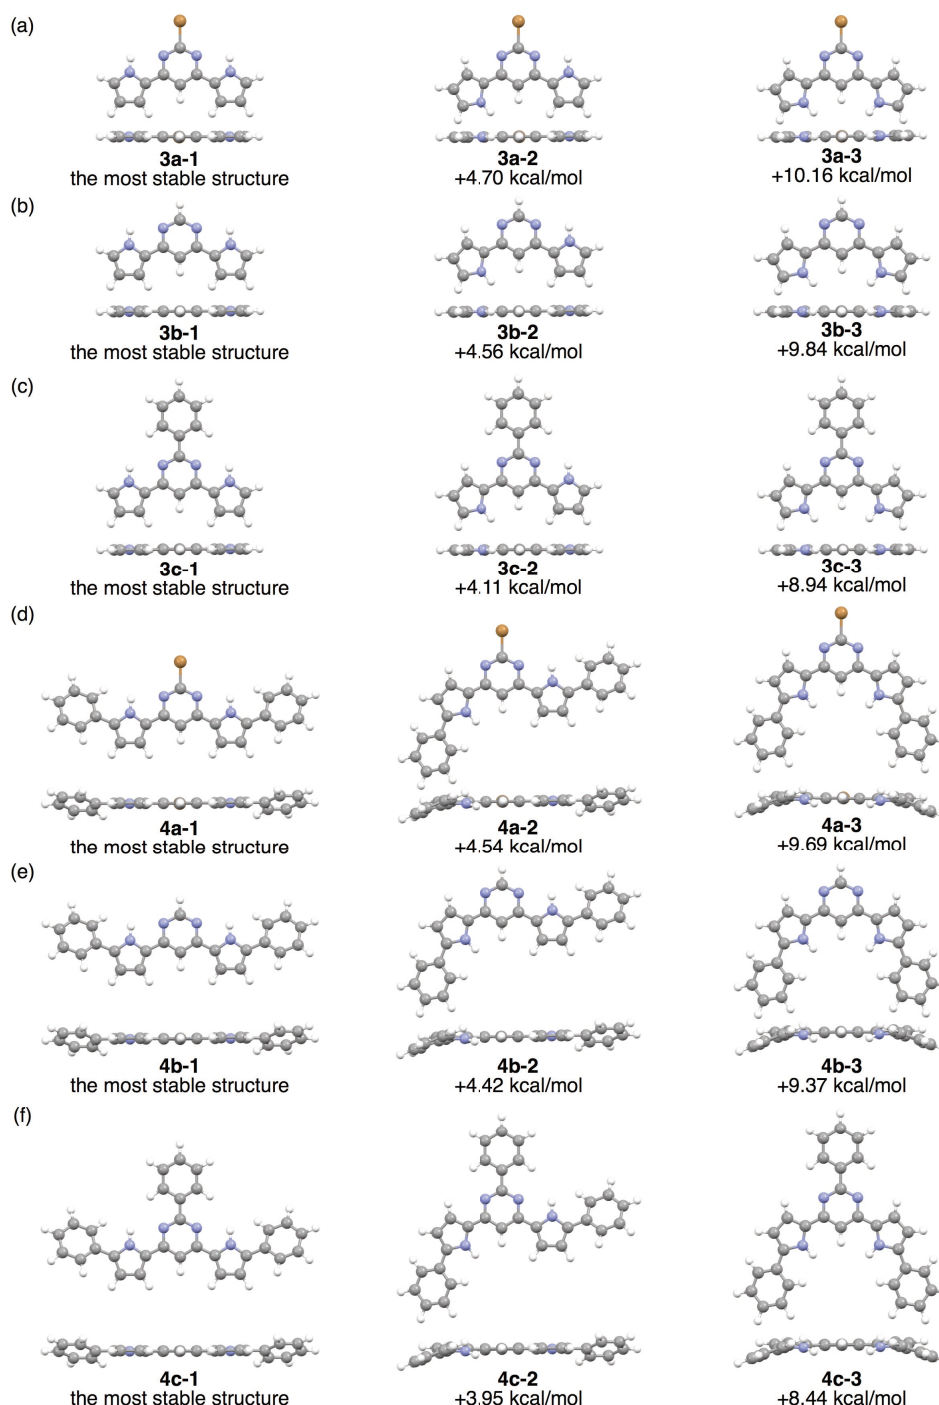 (a)
3a-1
the most stable structure
3a-2
+4.70 kcal/mol
3a-3
+10.16 kcal/mol
(b)
3b-1
the most stable structure
3b-2
+4.56 kcal/mol
3b-3
+9.84 kcal/mol
(c)
3c-1
the most stable structure
3c-2
+4.11 kcal/mol
3c-3
+8.94 kcal/mol
(d)
4a-1
the most stable structure
4a-2
+4.54 kcal/mol
4a-3
+9.69 kcal/mol
(e)
4b-1
the most stable structure
4b-2
+4.42 kcal/mol
4b-3
+9.37 kcal/mol
(f)
4c-1
the most stable structure
4c-2
+3.95 kcal/mol
4c-3
+8.44 kcal/mol